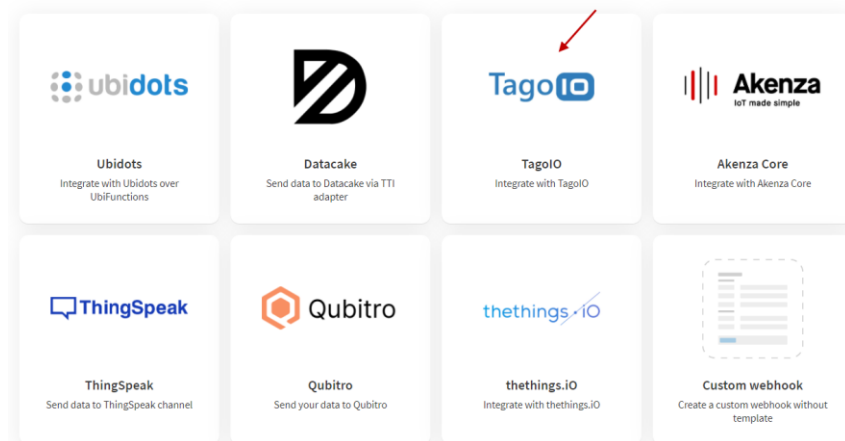 ubidots
Tago IO
Akenza
IoT made simple
Ubidots
Integrate with Ubidots over
UbiFunctions
Datacake
Send data to Datacake via TTI
adapter
TagoIO
Integrate with TagoIO
Akenza Core
Integrate with Akenza Core
ThingSpeak
Qubitro
thethings.iO
ThingSpeak
Send data to ThingSpeak channel
Qubitro
Send your data to Qubitro
thethings.iO
Integrate with thethings.iO
Custom webhook
Create a custom webhook without
template